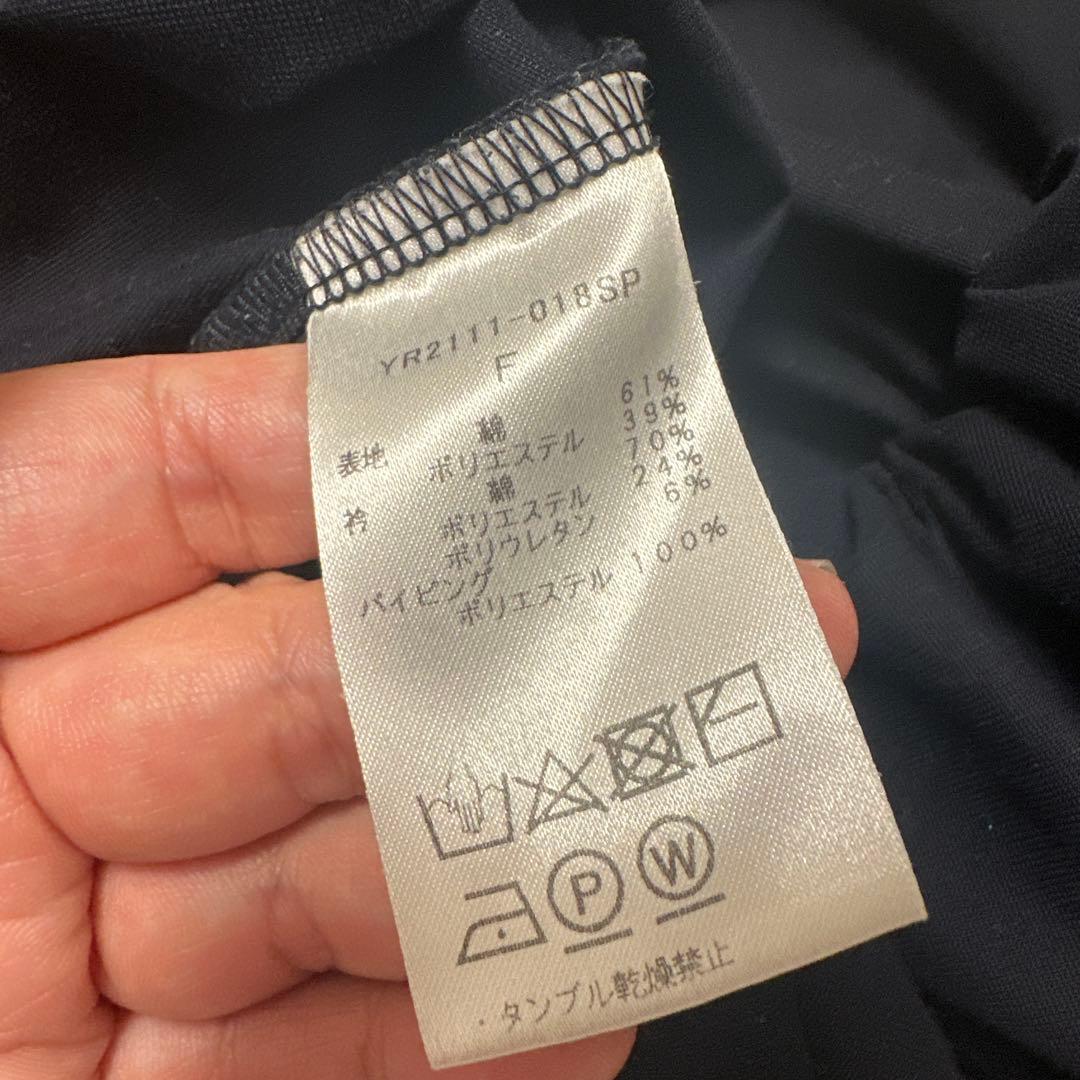 YR2111-018SP
F
表地 綿 61%
ポリエステル 39%
衿 綿 70%
ポリエステル 24%
ポリウレタン 6%
パイピング
ポリエステル 100%
P W
・タンブル乾燥禁止